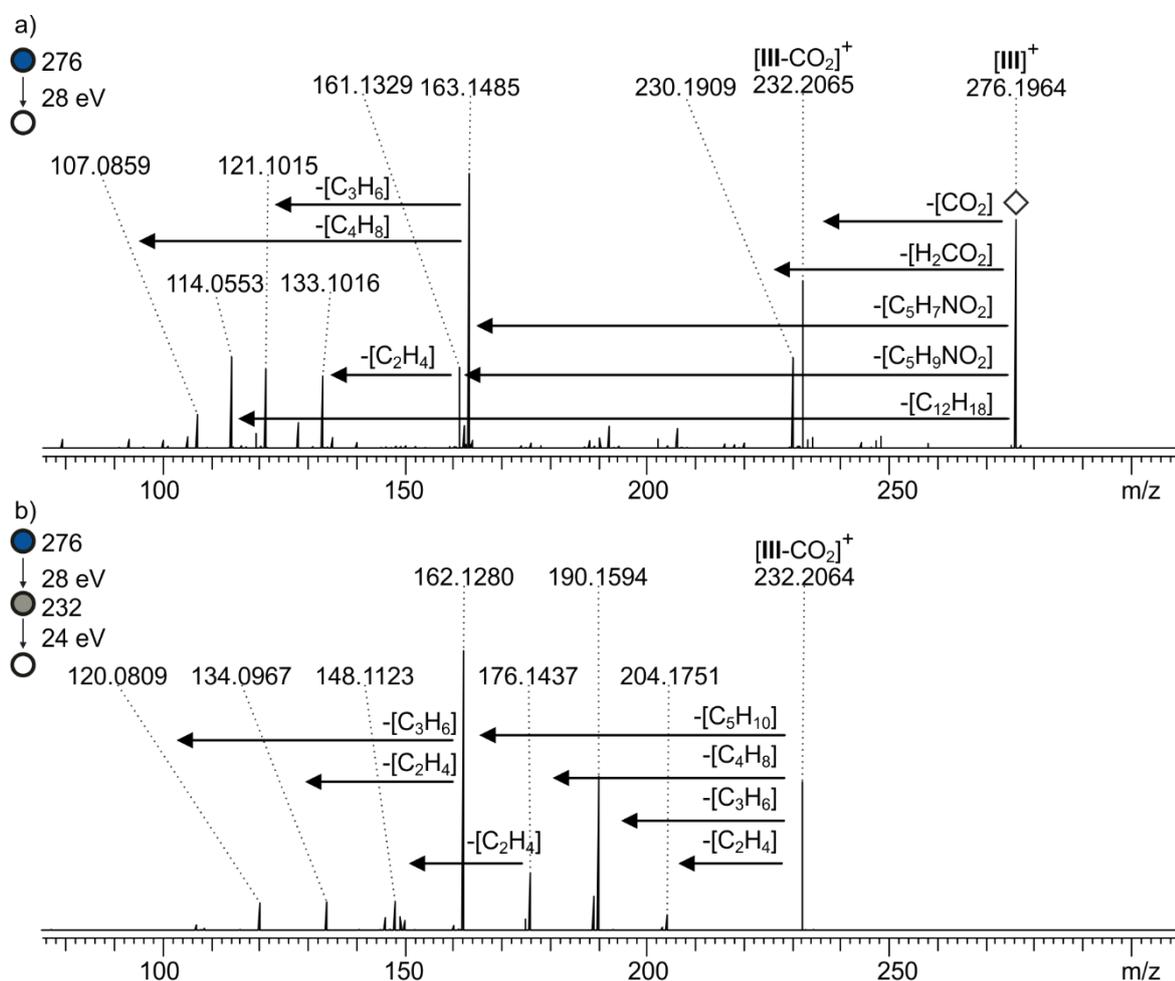 a)
276
28 eV
161.1329 163.1485 230.1909 [III-CO₂]⁺ 232.2065 [III]⁺ 276.1964
107.0859 121.1015
-[C₃H₆]
-[CO₂]
-[C₄H₈]
-[H₂CO₂]
114.0553 133.1016
-[C₅H₇NO₂]
-[C₂H₄]
-[C₅H₉NO₂]
-[C₁₂H₁₈]
100 150 200 250 m/z
b)
276
28 eV
232
24 eV
162.1280 190.1594 [III-CO₂]⁺ 232.2064
120.0809 134.0967 148.1123 176.1437 204.1751
-[C₃H₆] -[C₅H₁₀]
-[C₂H₄] -[C₄H₈]
-[C₃H₆]
-[C₂H₄] -[C₂H₄]
100 150 200 250 m/z